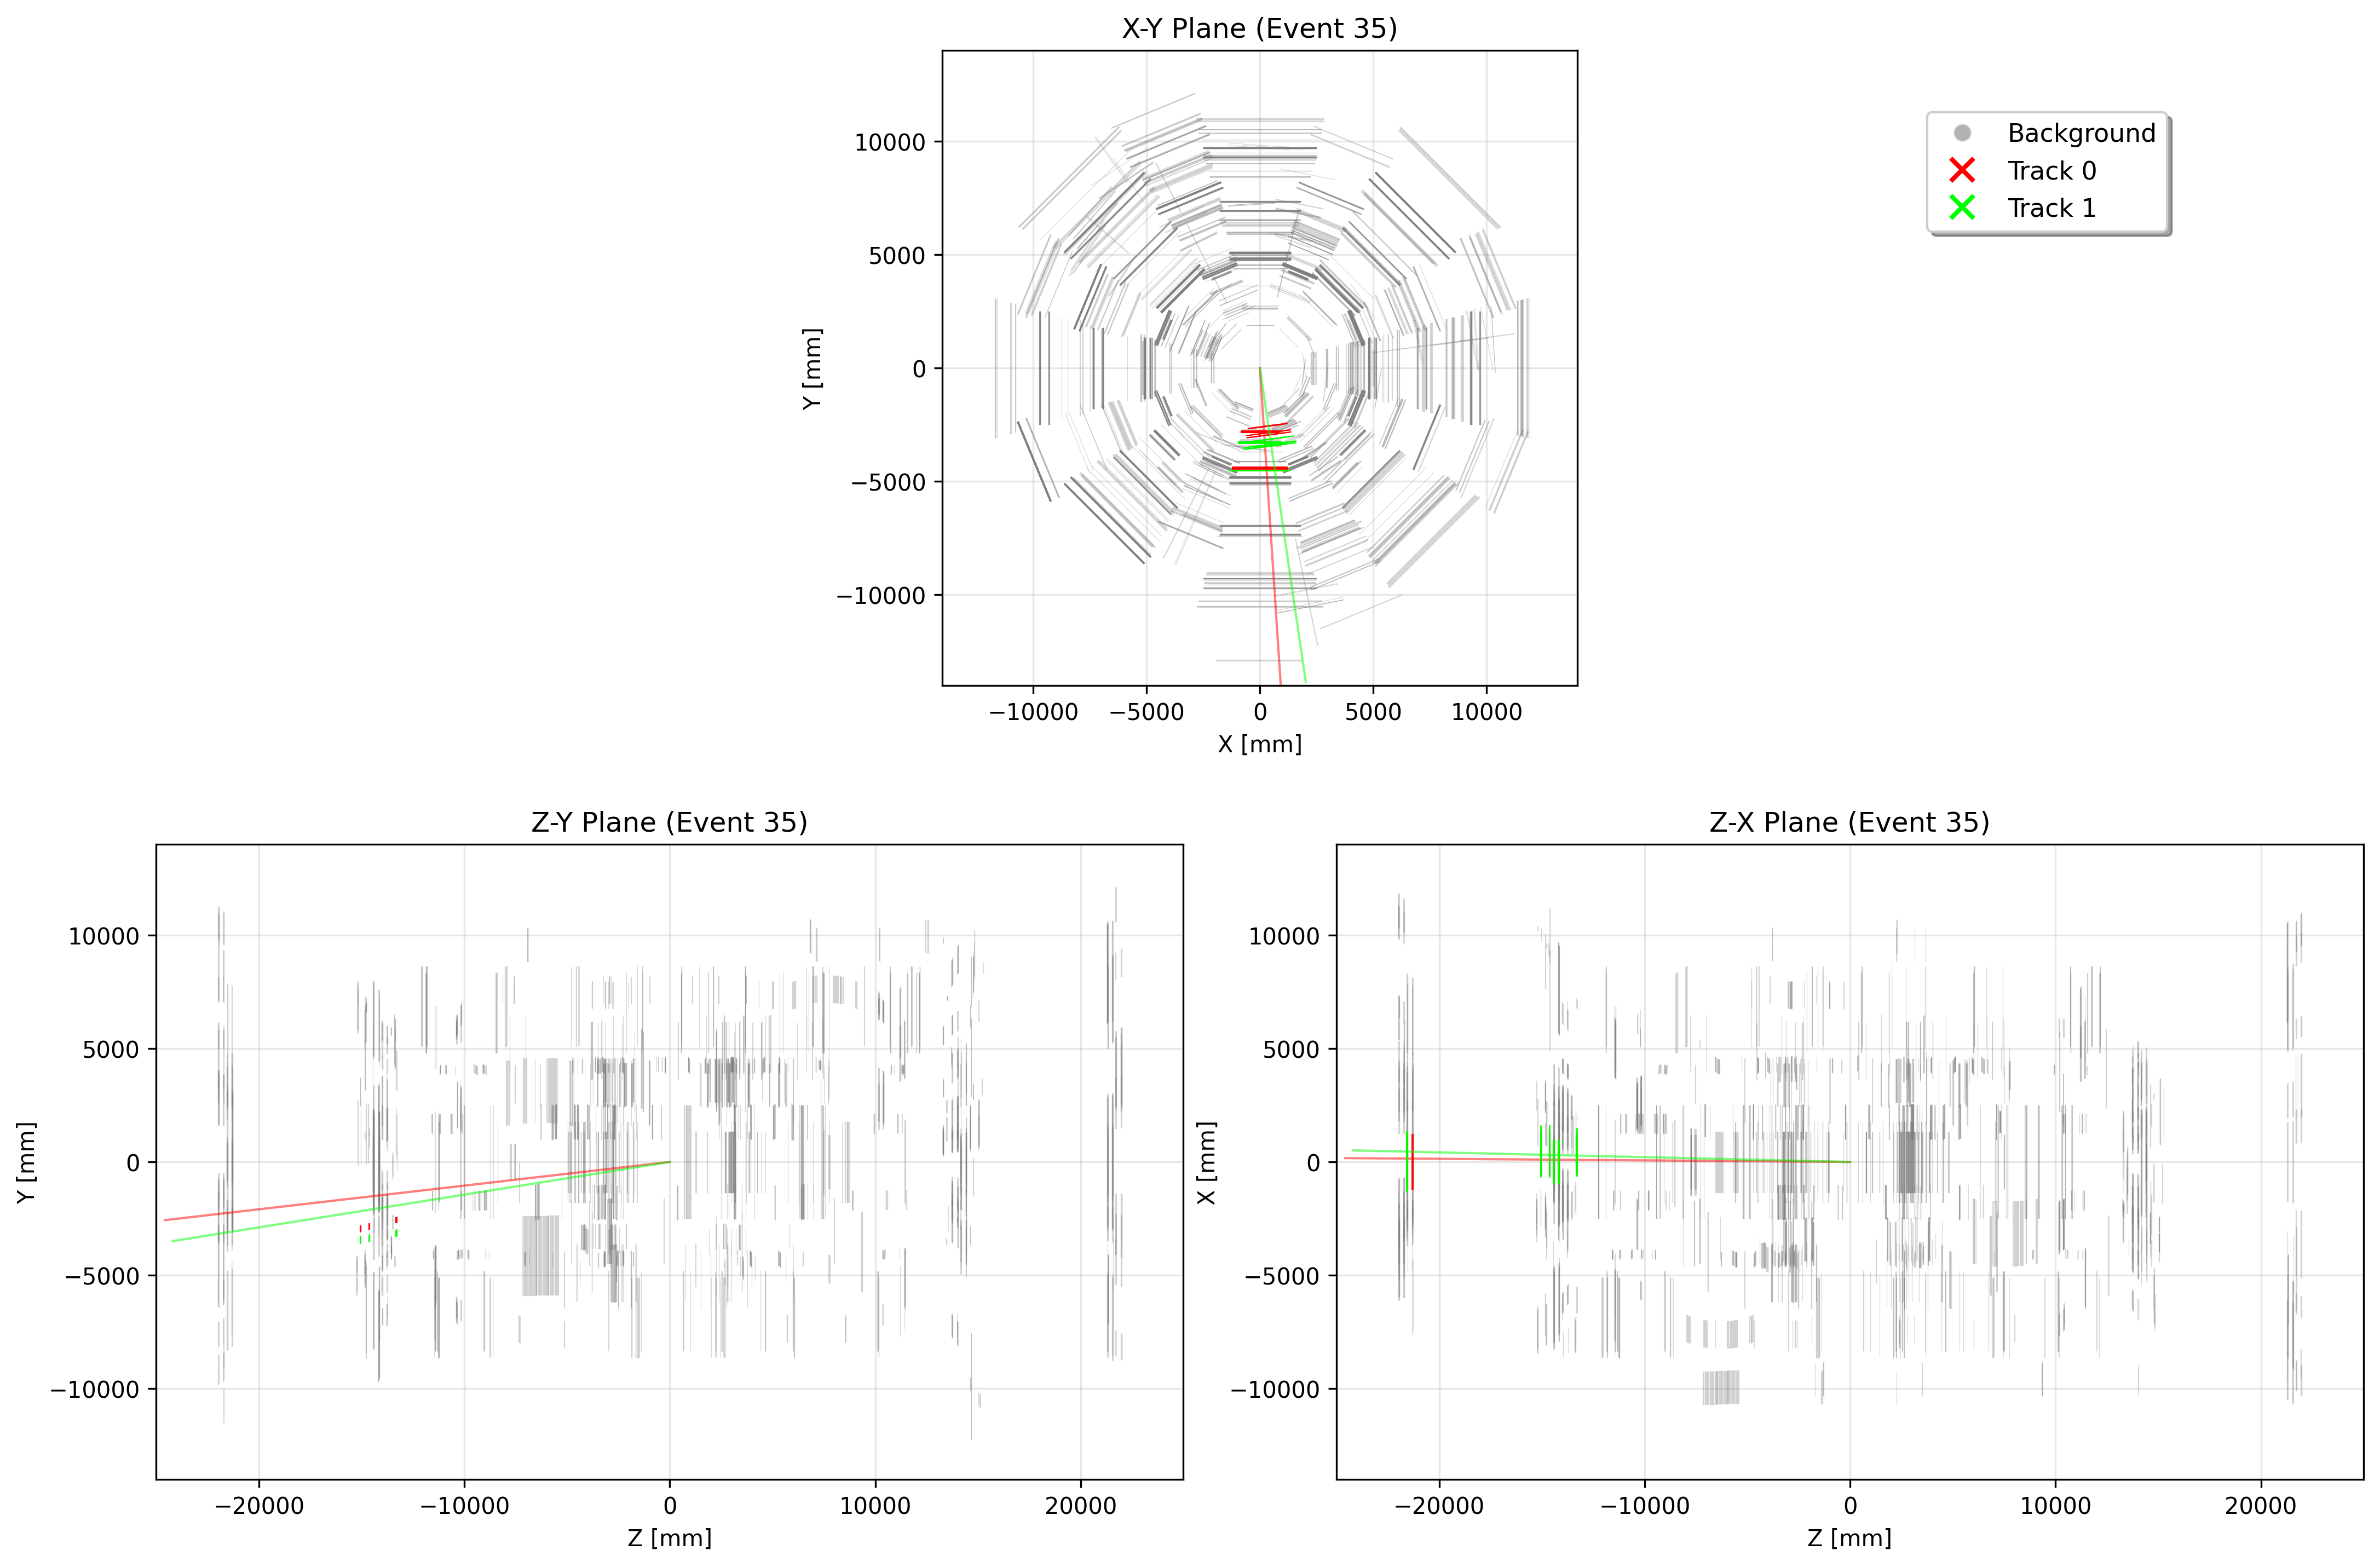 X-Y Plane (Event 35)
10000
5000
0
−5000
−10000
Y [mm]
−10000 −5000 0 5000 10000
X [mm]
Background
Track 0
Track 1
Z-Y Plane (Event 35)
10000
5000
0
−5000
−10000
Y [mm]
−20000 −10000 0 10000 20000
Z [mm]
Z-X Plane (Event 35)
10000
5000
0
−5000
−10000
X [mm]
−20000 −10000 0 10000 20000
Z [mm]